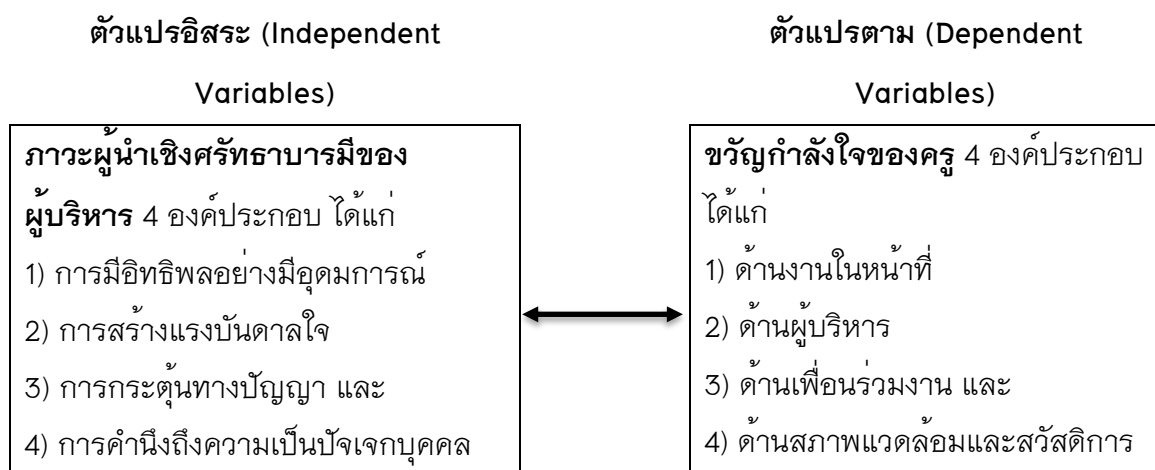 ตัวแปรอิสระ (Independent
Variables)
ภาวะผู้นำเชิงศรัทธาบารมีของ
ผู้บริหาร 4 องค์ประกอบ ได้แก่
1) การมีอิทธิพลอย่างมีอุดมการณ์
2) การสร้างแรงบันดาลใจ
3) การกระตุ้นทางปัญญา และ
4) การคำนึงถึงความเป็นปัจเจกบุคคล
ตัวแปรตาม (Dependent
Variables)
ขวัญกำลังใจของครู 4 องค์ประกอบ
ได้แก่
1) ด้านงานในหน้าที่
2) ด้านผู้บริหาร
3) ด้านเพื่อนร่วมงาน และ
4) ด้านสภาพแวดล้อมและสวัสดิการ